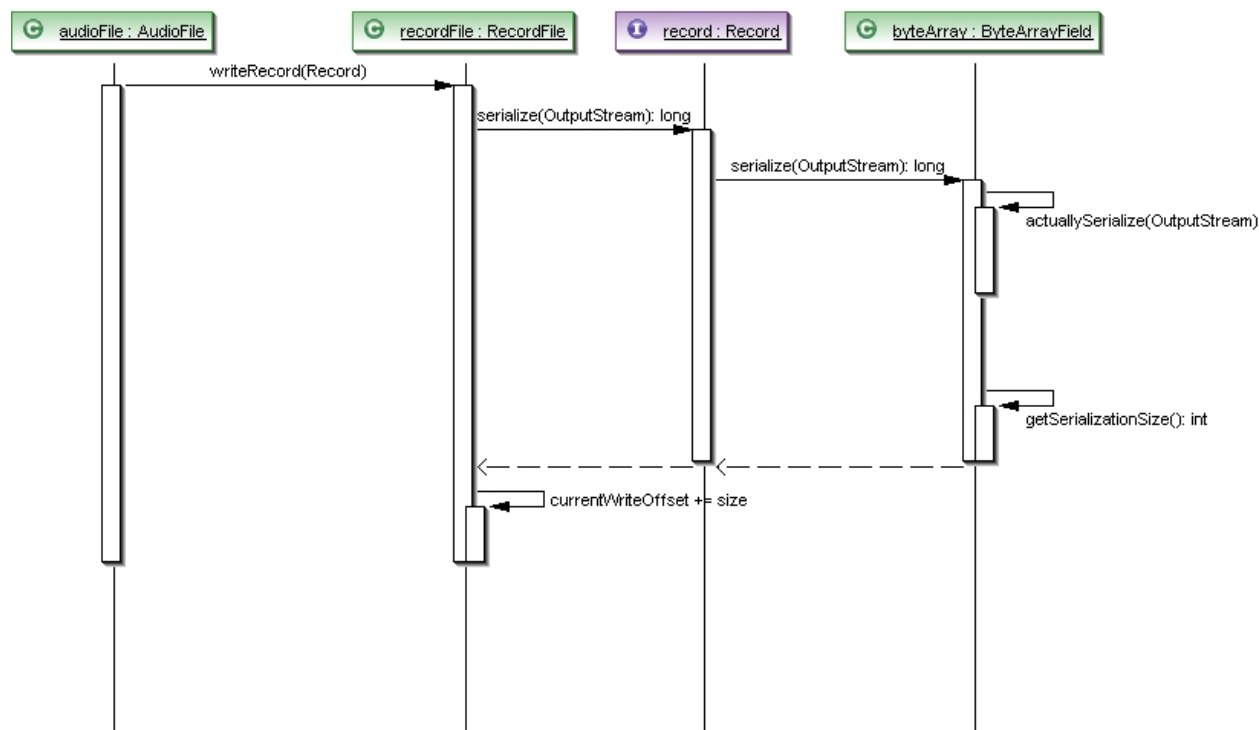 C audioFile : AudioFile
C recordFile : RecordFile
I record : Record
C byteArray : ByteArrayField
writeRecord(Record)
serialize(OutputStream): long
serialize(OutputStream): long
actuallySerialize(OutputStream)
getSerializationSize(): int
currentWriteOffset += size